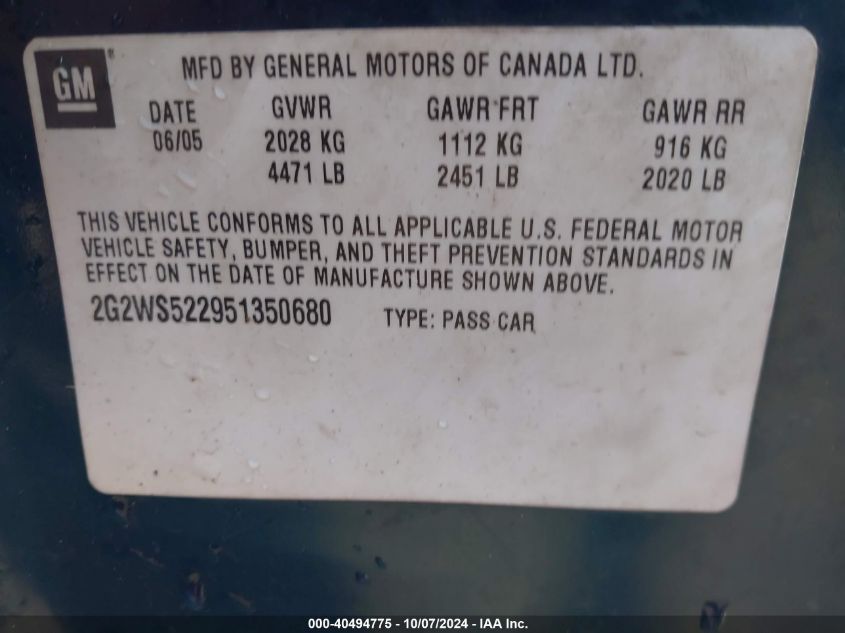 GM ®
MFD BY GENERAL MOTORS OF CANADA LTD.
DATE GVWR GAWR FRT GAWR RR
06/05 2028 KG 1112 KG 916 KG
4471 LB 2451 LB 2020 LB
THIS VEHICLE CONFORMS TO ALL APPLICABLE U.S. FEDERAL MOTOR
VEHICLE SAFETY, BUMPER, AND THEFT PREVENTION STANDARDS IN
EFFECT ON THE DATE OF MANUFACTURE SHOWN ABOVE.
2G2WS522951350680 TYPE: PASS CAR
000-40494775 - 10/07/2024 - IAA Inc.